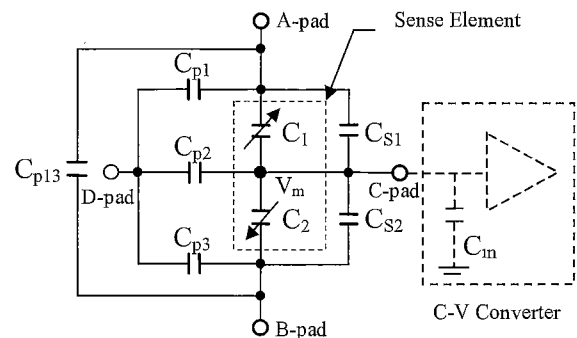 A-pad
Sense Element
Cp1
C1
CS1
Cp2
Cp13
D-pad
Vm
C-pad
C2
CS2
Cp3
Cin
C-V Converter
B-pad